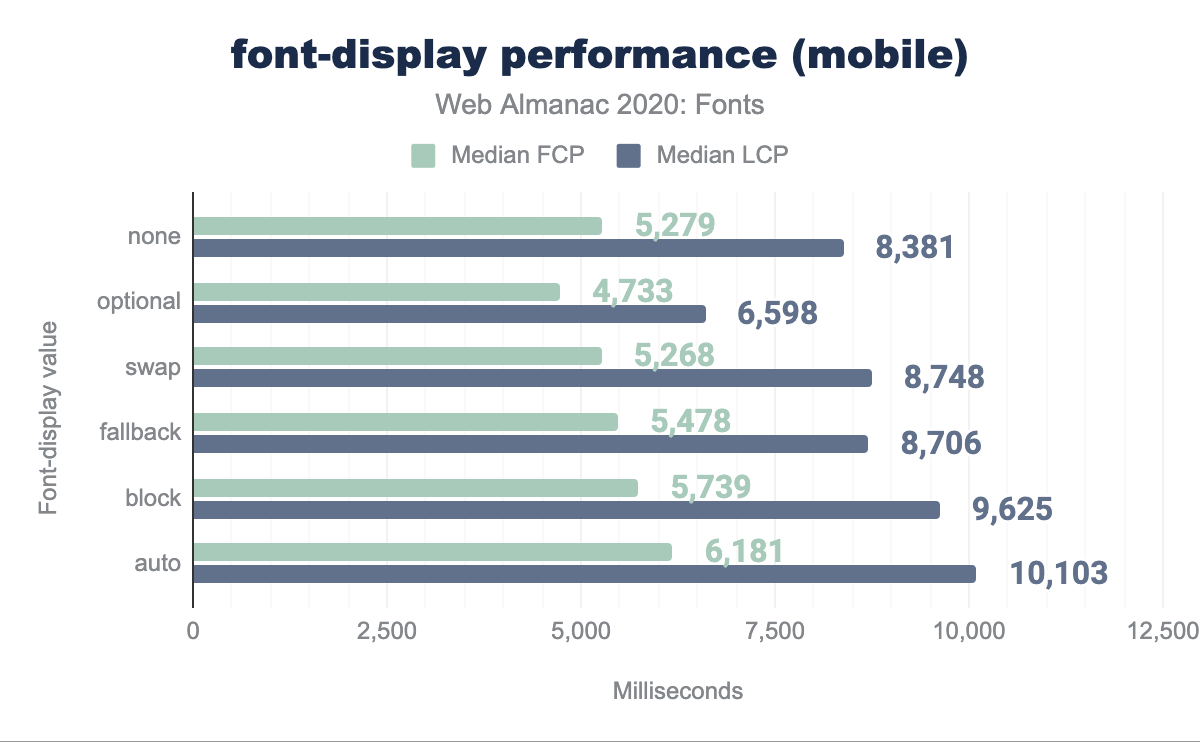 font-display performance (mobile)
Web Almanac 2020: Fonts
Median FCP Median LCP
Font-display value
none 5,279
8,381
optional 4,733
6,598
swap 5,268
8,748
fallback 5,478
8,706
block 5,739
9,625
auto 6,181
10,103
0 2,500 5,000 7,500 10,000 12,500
Milliseconds